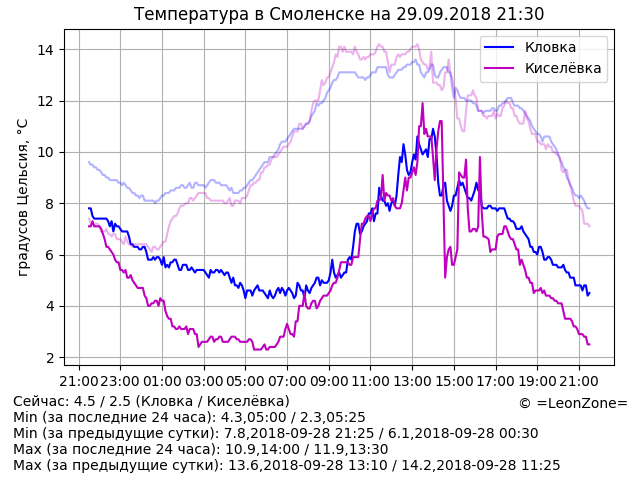 Температура в Смоленске на 29.09.2018 21:30
градусов Цельсия, °C
14
12
10
8
6
4
2
Кловка
Киселёвка
21:00 23:00 01:00 03:00 05:00 07:00 09:00 11:00 13:00 15:00 17:00 19:00 21:00
Сейчас: 4.5 / 2.5 (Кловка / Киселёвка)
© =LeonZone=
Min (за последние 24 часа): 4.3,05:00 / 2.3,05:25
Min (за предыдущие сутки): 7.8,2018-09-28 21:25 / 6.1,2018-09-28 00:30
Max (за последние 24 часа): 10.9,14:00 / 11.9,13:30
Max (за предыдущие сутки): 13.6,2018-09-28 13:10 / 14.2,2018-09-28 11:25